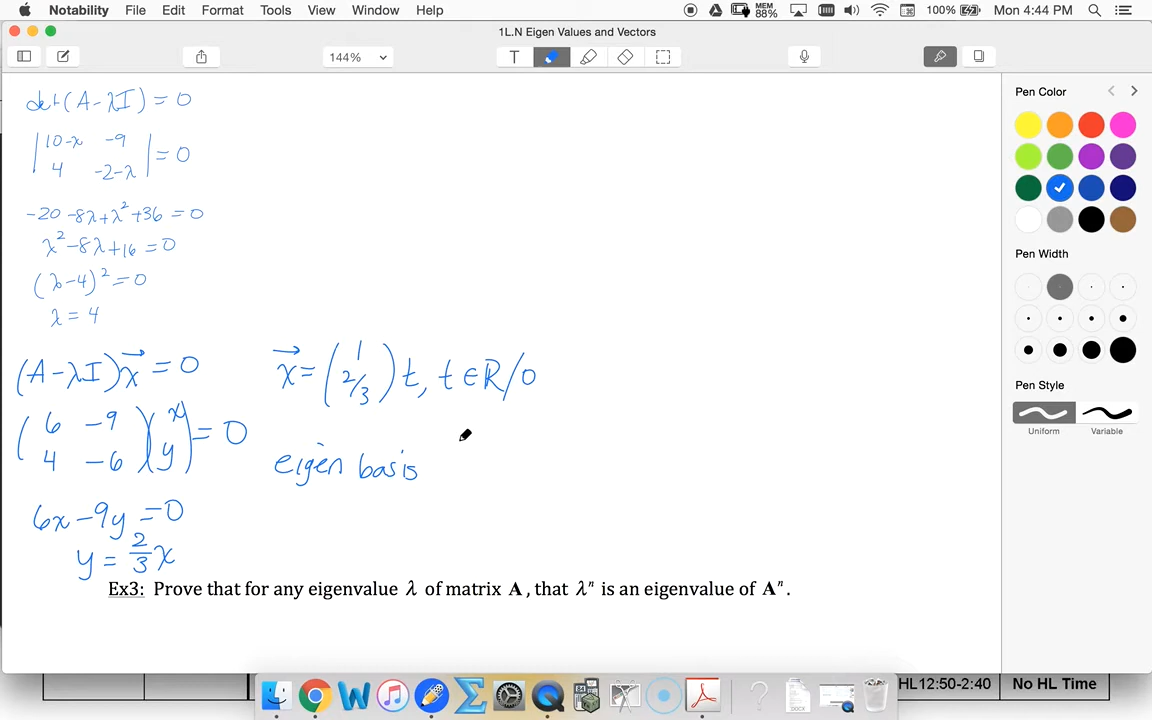 Notability File Edit Format Tools View Window Help MEM 88% 100% Mon 4:44 PM
1L.N Eigen Values and Vectors
144% T
Pen Color
Pen Width
Pen Style
Uniform Variable
det(A-λI) = 0
|10-λ -9|
|4 -2-λ| = 0
-20 -8λ+λ² +36 = 0
λ² -8λ+16 = 0
(λ-4)² = 0
λ = 4
(A-λI)x⃗ = 0
(6 -9)(x)
(4 -6)(y) = 0
6x-9y = 0
y = 2/3 x
x⃗ = (1 2/3) t, t ∈ R/0
eigen basis
Ex3: Prove that for any eigenvalue λ of matrix A, that λⁿ is an eigenvalue of Aⁿ.
HL12:50-2:40 No HL Time